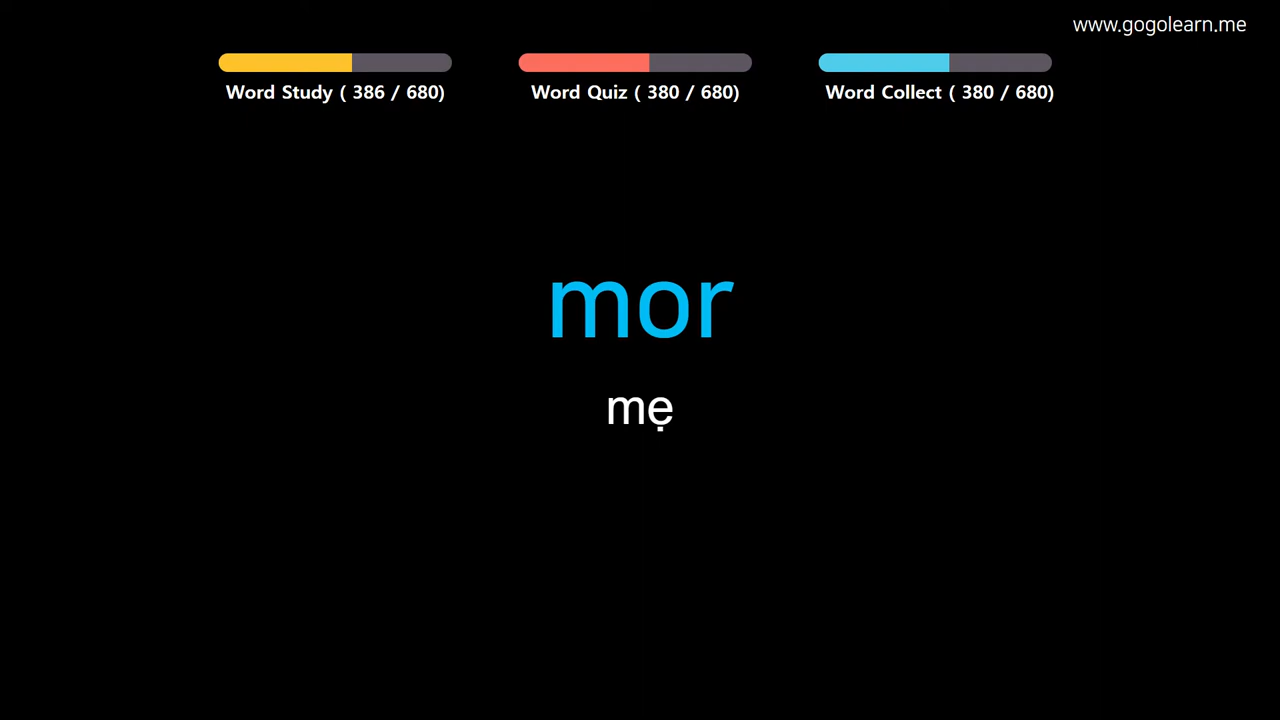 www.gogolearn.me
Word Study ( 386 / 680)
Word Quiz ( 380 / 680)
Word Collect ( 380 / 680)
mor
mẹ